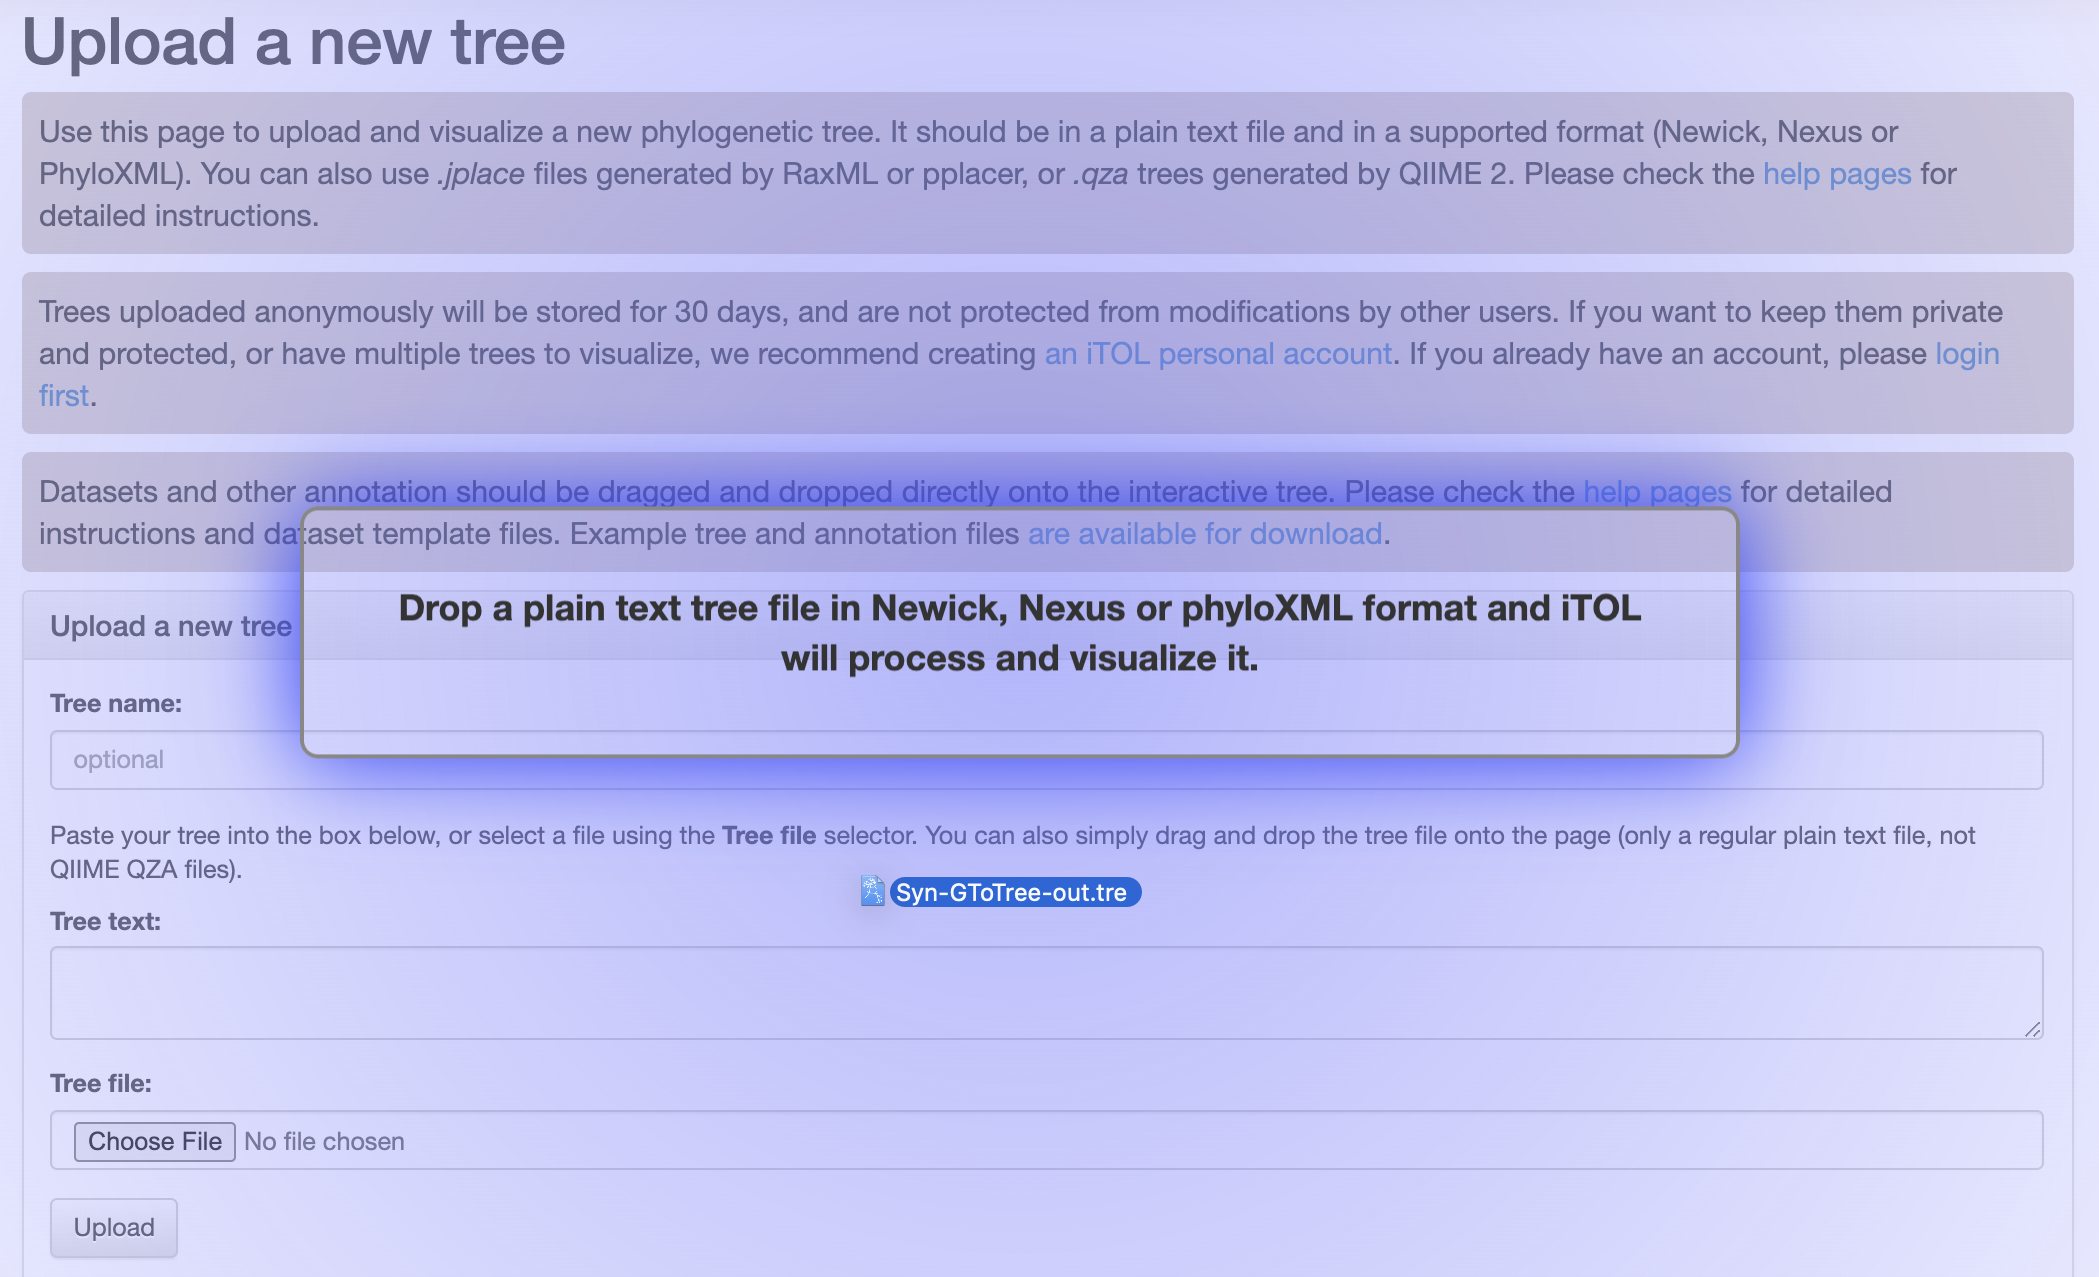 Upload a new tree
Use this page to upload and visualize a new phylogenetic tree. It should be in a plain text file and in a supported format (Newick, Nexus or
PhyloXML). You can also use .jplace files generated by RaxML or pplacer, or .qza trees generated by QIIME 2. Please check the help pages for
detailed instructions.
Trees uploaded anonymously will be stored for 30 days, and are not protected from modifications by other users. If you want to keep them private
and protected, or have multiple trees to visualize, we recommend creating an iTOL personal account. If you already have an account, please login
first.
Datasets and other annotation should be dragged and dropped directly onto the interactive tree. Please check the help pages for detailed
instructions and dataset template files. Example tree and annotation files are available for download.
Drop a plain text tree file in Newick, Nexus or phyloXML format and iTOL
will process and visualize it.
Upload a new tree
Tree name:
optional
Paste your tree into the box below, or select a file using the Tree file selector. You can also simply drag and drop the tree file onto the page (only a regular plain text file, not
QIIME QZA files).
Syn-GToTree-out.tre
Tree text:
Tree file:
Choose File No file chosen
Upload